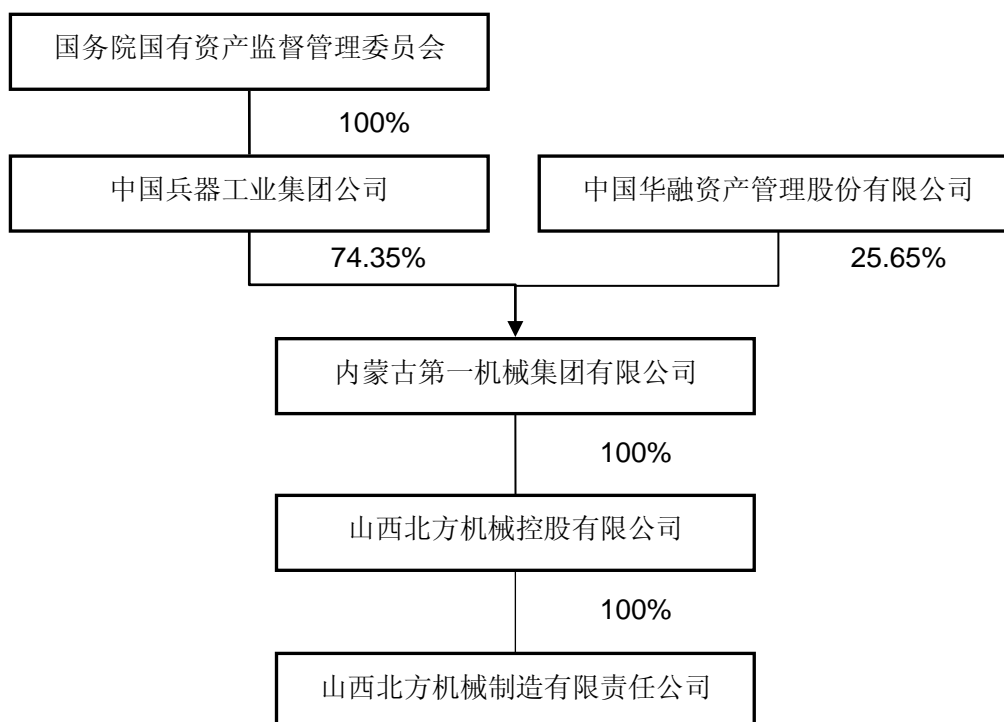 国务院国有资产监督管理委员会
100%
中国兵器工业集团公司
中国华融资产管理股份有限公司
74.35%
25.65%
内蒙古第一机械集团有限公司
100%
山西北方机械控股有限公司
100%
山西北方机械制造有限责任公司